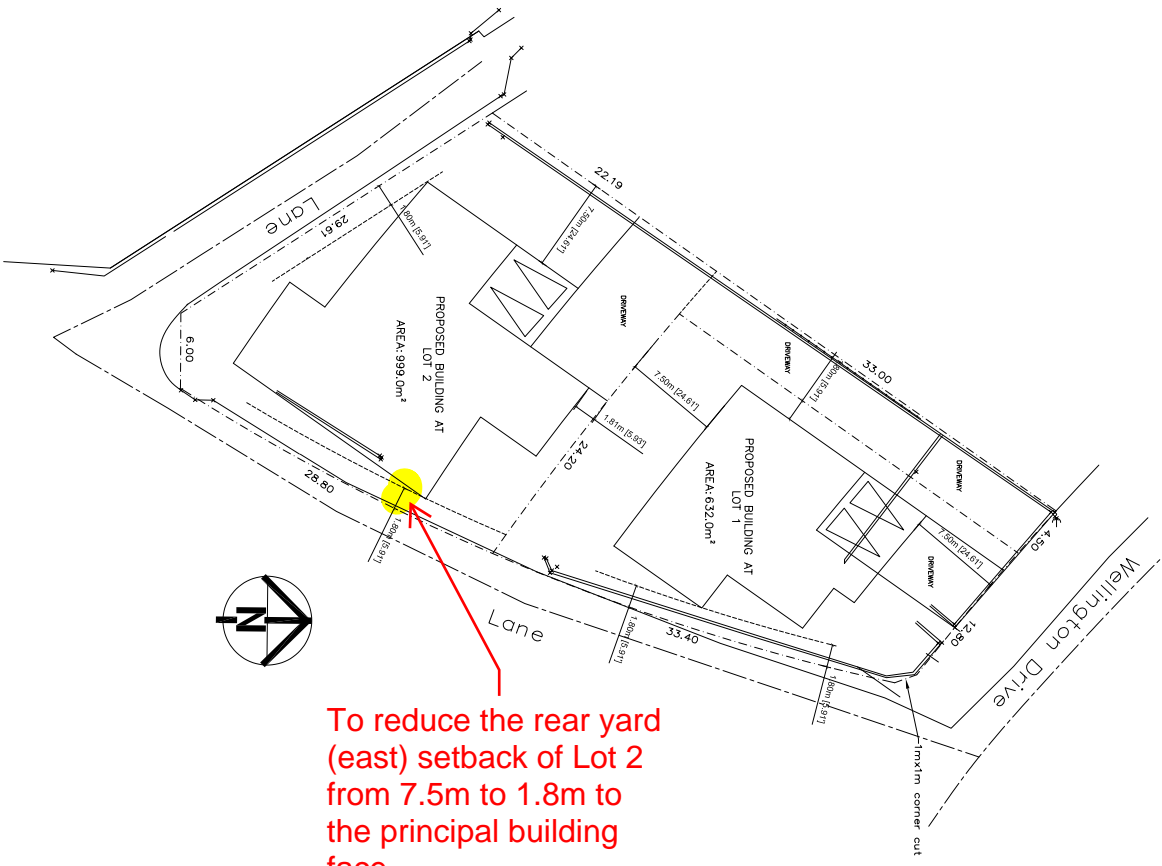 Lane
29.61
22.19
1.80m [5.91']
7.50m [24.61']
DRIVEWAY
PROPOSED BUILDING AT
LOT 2
AREA:999.0m²
6.00
DRIVEWAY
33.00
1.80m [5.91']
7.50m [24.61']
1.81m [5.93']
24.20
PROPOSED BUILDING AT
LOT 1
AREA:632.0m²
DRIVEWAY
7.50m [24.61']
DRIVEWAY
4.50
12.80
Wellington Drive
28.80
1.80m [5.91']
N
Lane
1.80m [5.91']
33.40
1.80m [5.91']
1mx1m corner cut
To reduce the rear yard
(east) setback of Lot 2
from 7.5m to 1.8m to
the principal building